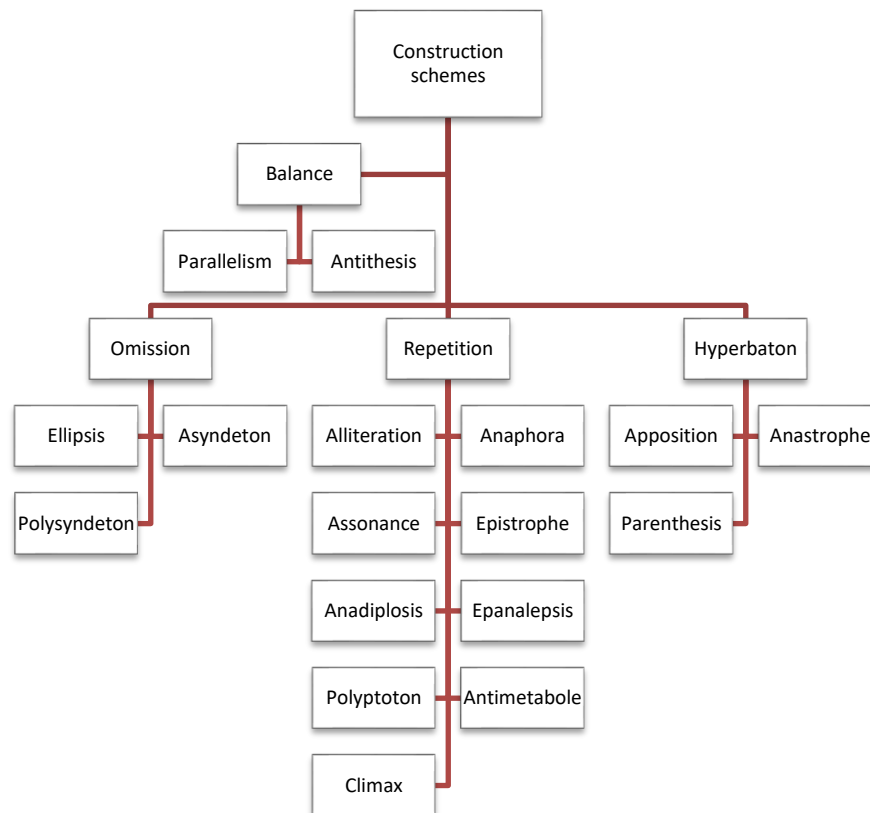 Construction
schemes
Balance
Parallelism
Antithesis
Omission
Repetition
Hyperbaton
Ellipsis
Asyndeton
Alliteration
Anaphora
Apposition
Anastrophe
Polysyndeton
Assonance
Epistrophe
Parenthesis
Anadiplosis
Epanalepsis
Polyptoton
Antimetabole
Climax